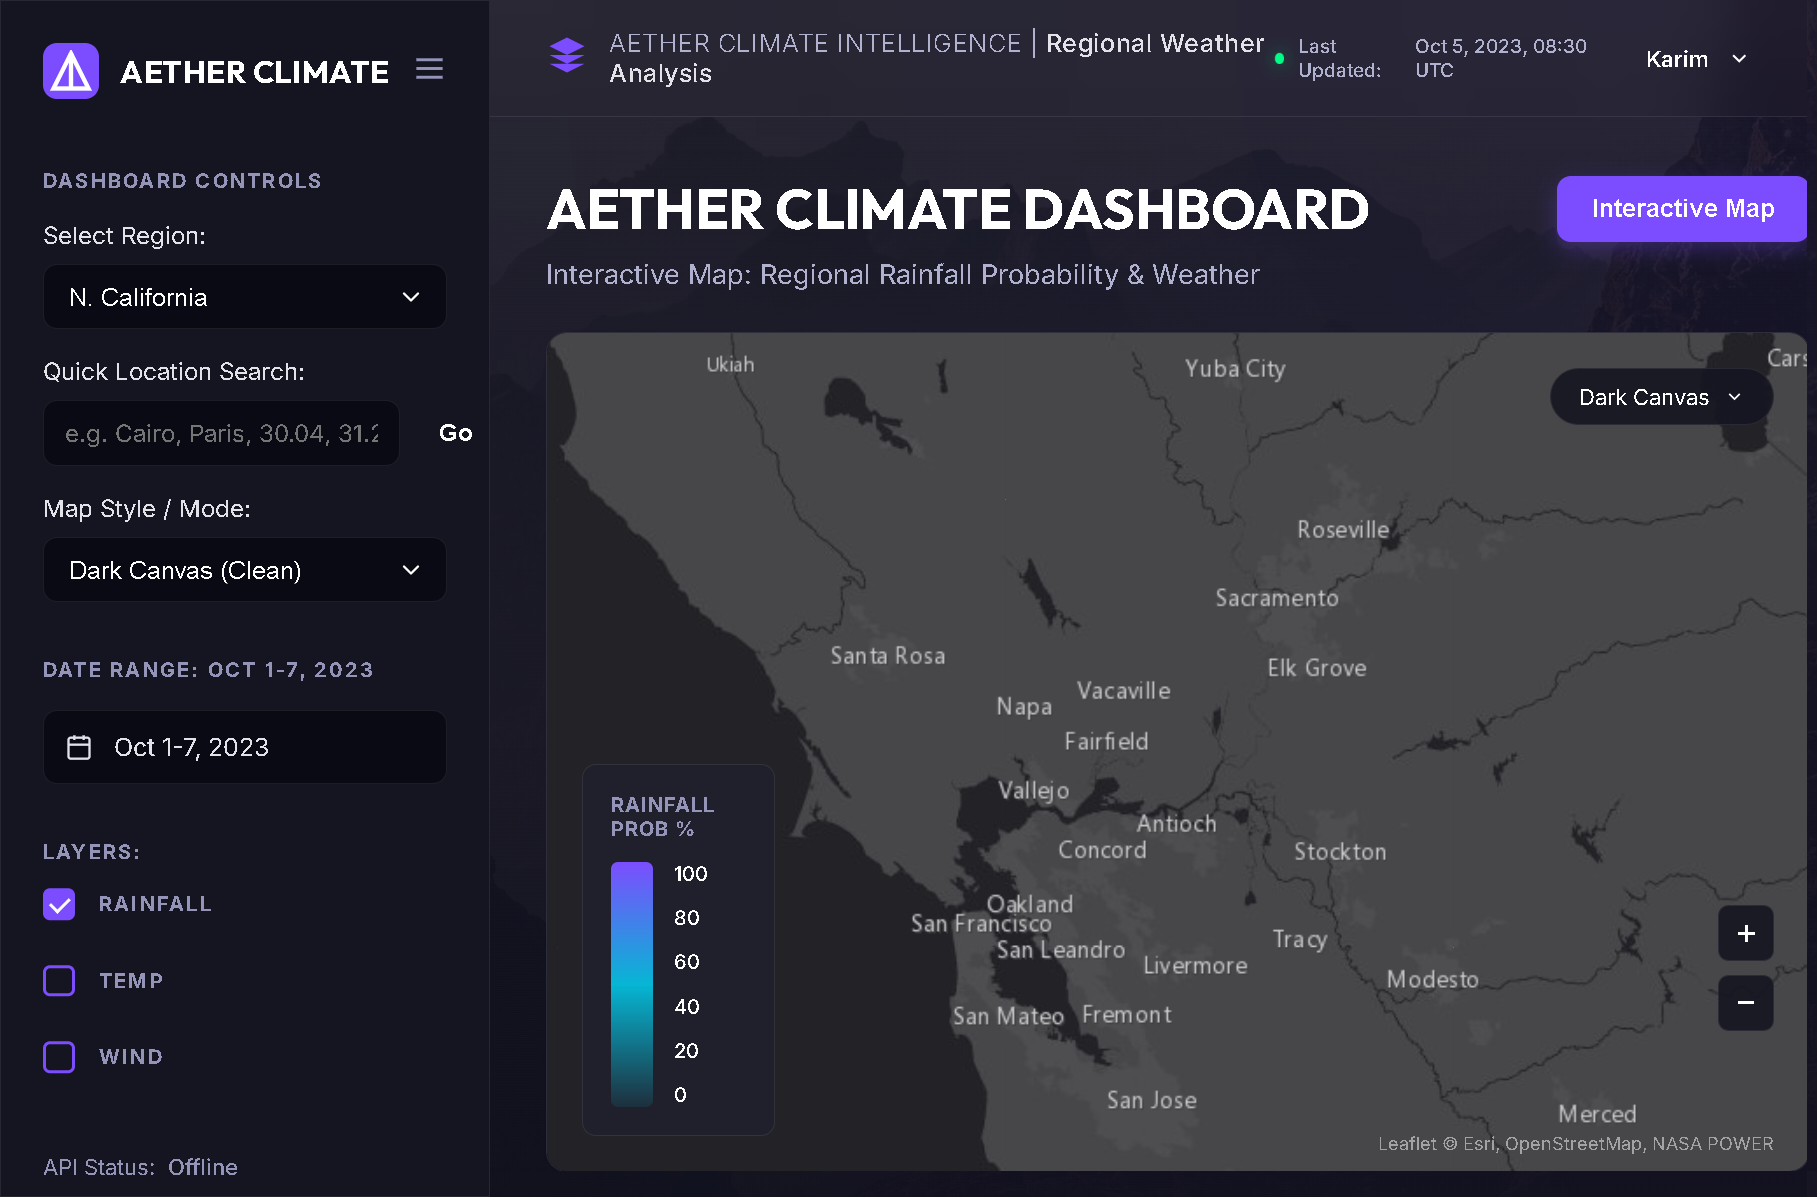 AETHER CLIMATE
DASHBOARD CONTROLS
Select Region:
N. California
Quick Location Search:
e.g. Cairo, Paris, 30.04, 31.2
Go
Map Style / Mode:
Dark Canvas (Clean)
DATE RANGE: OCT 1-7, 2023
Oct 1-7, 2023
LAYERS:
RAINFALL
TEMP
WIND
API Status: Offline
AETHER CLIMATE INTELLIGENCE | Regional Weather
Analysis
Last
Updated:
Oct 5, 2023, 08:30
UTC
Karim
AETHER CLIMATE DASHBOARD
Interactive Map
Interactive Map: Regional Rainfall Probability & Weather
Ukiah
Yuba City
Cars
Dark Canvas
Roseville
Sacramento
Santa Rosa
Elk Grove
Vacaville
Napa
Fairfield
Vallejo
Antioch
Concord
Stockton
Oakland
San Francisco
San Leandro
Tracy
Livermore
Modesto
San Mateo
Fremont
San Jose
Merced
RAINFALL
PROB %
100
80
60
40
20
0
+
−
Leaflet © Esri, OpenStreetMap, NASA POWER